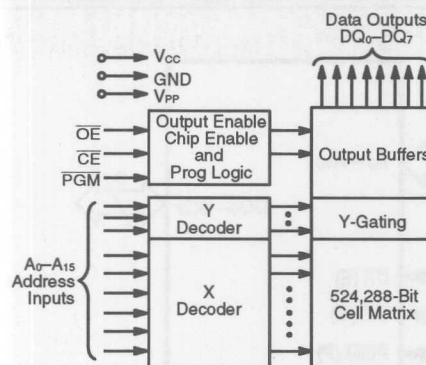 Data Outputs
DQ0–DQ7
VCC
GND
VPP
OE
CE
PGM
Output Enable
Chip Enable
and
Prog Logic
Output Buffers
Y
Decoder
Y-Gating
A0–A15
Address
Inputs
X
Decoder
524,288-Bit
Cell Matrix